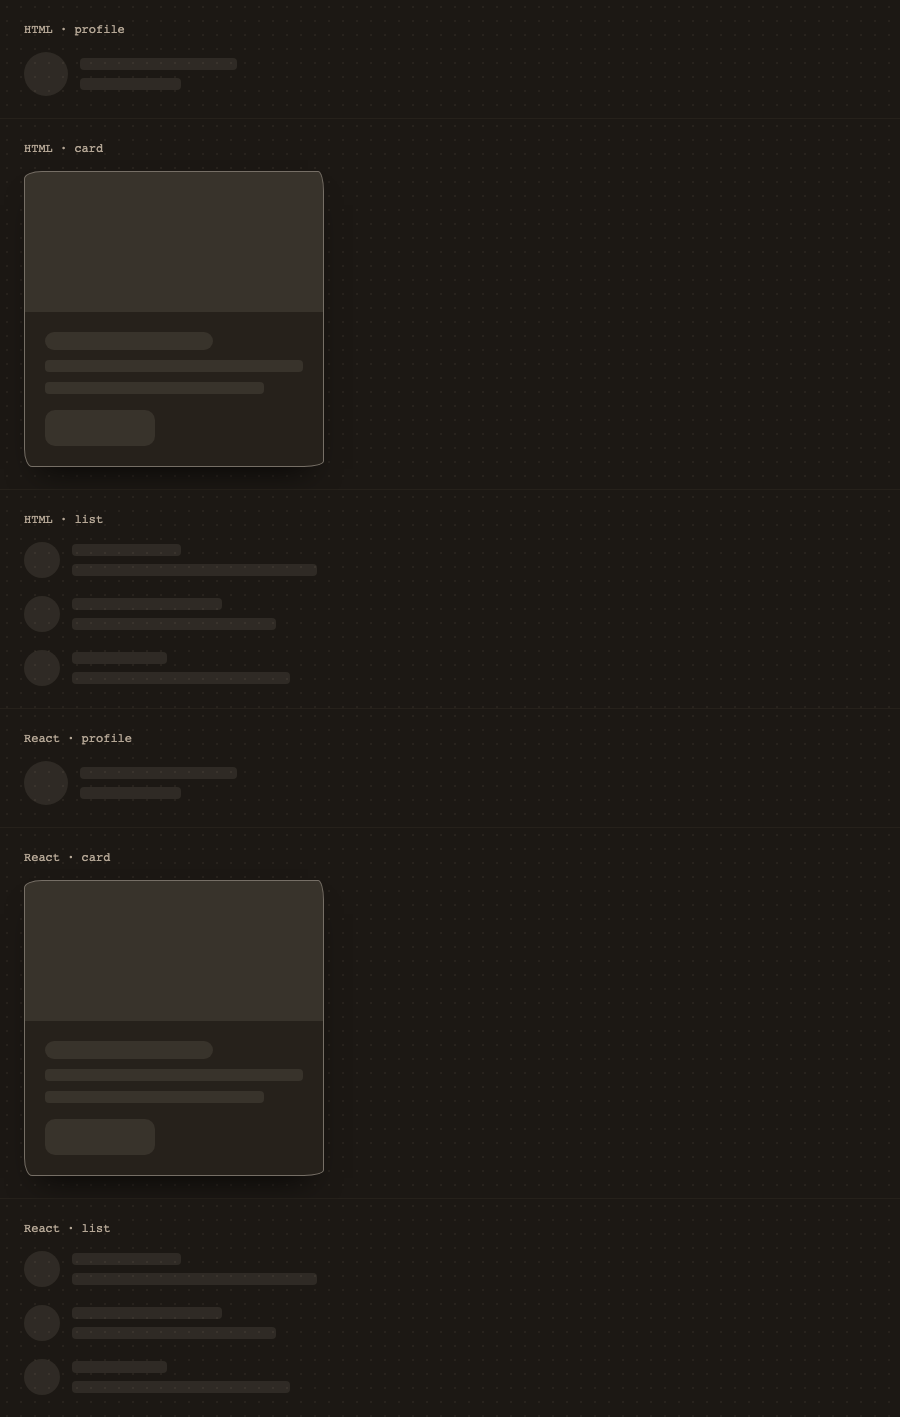 HTML · profile
HTML · card
HTML · list
React · profile
React · card
React · list